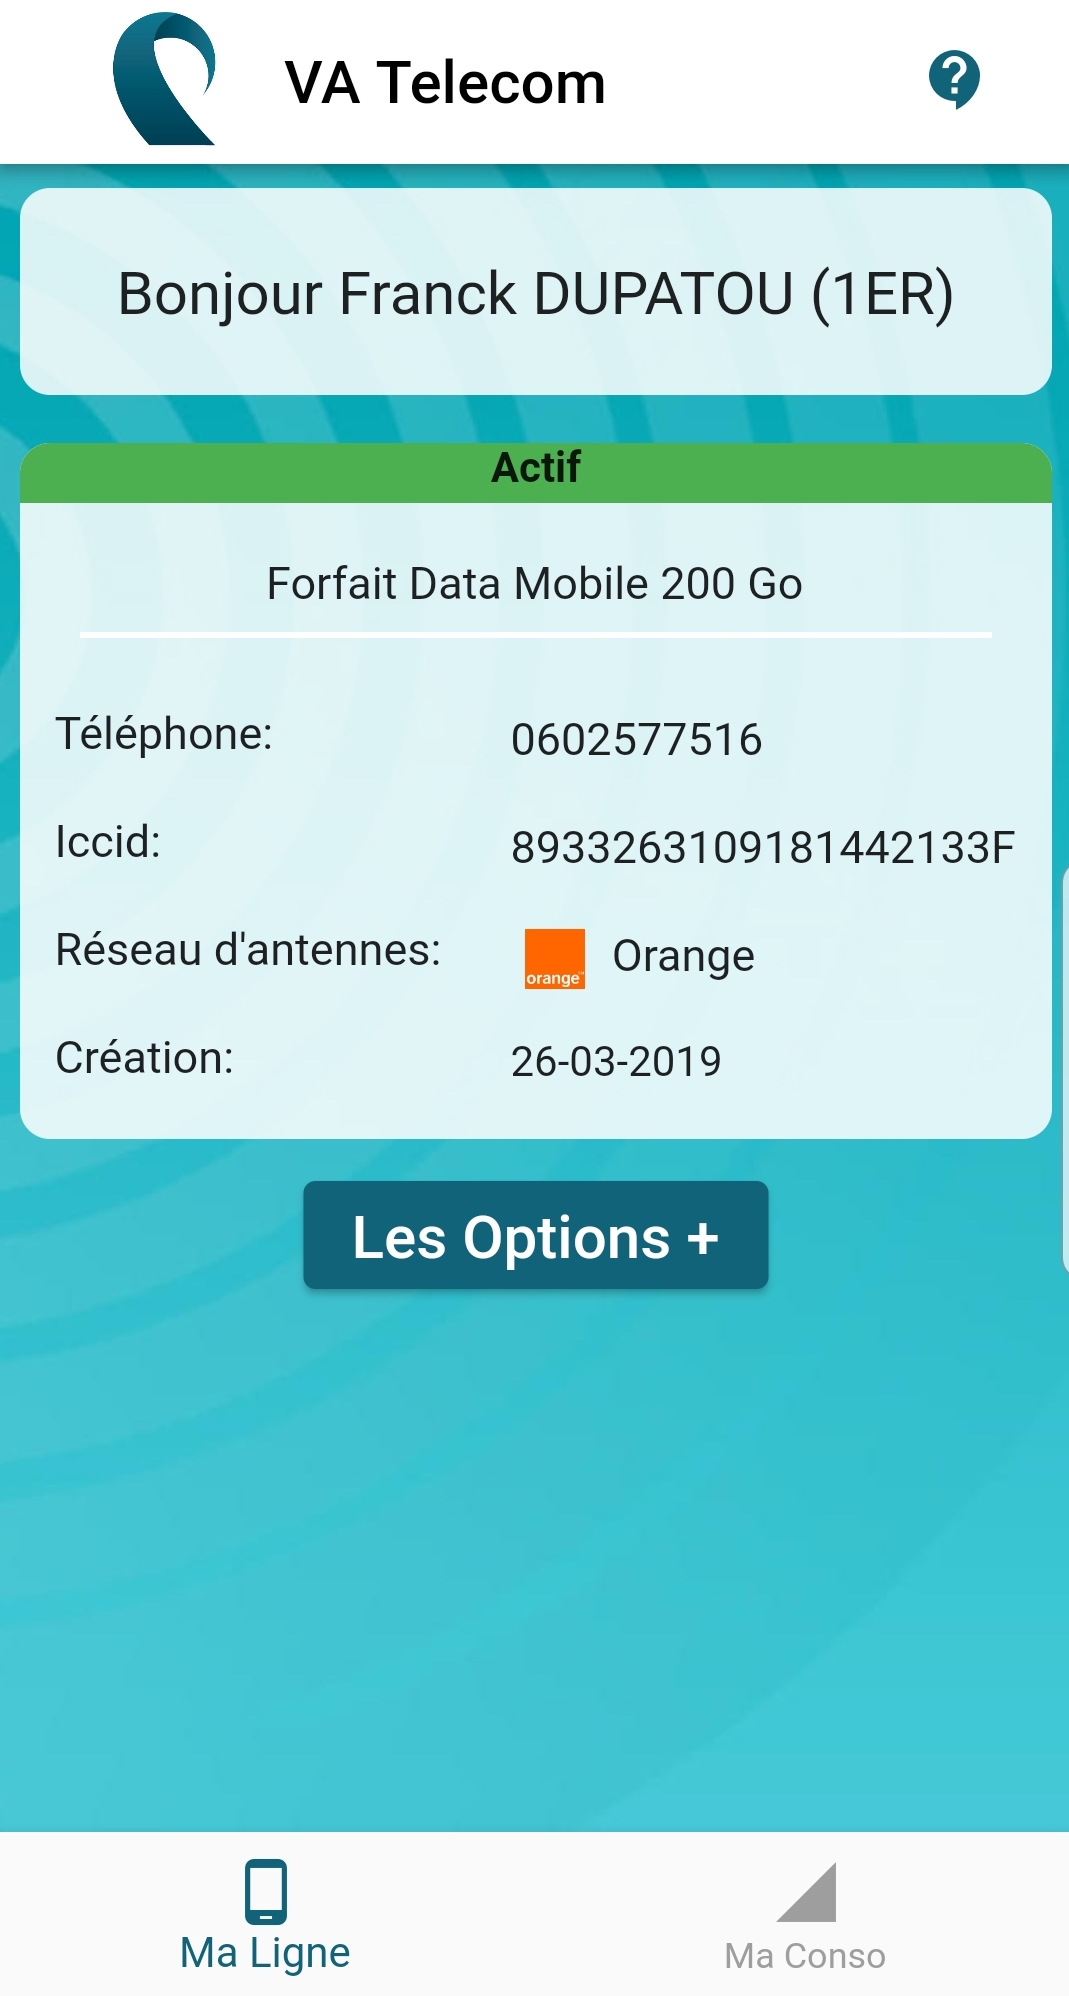 VA Telecom
Bonjour Franck DUPATOU (1ER)
Actif
Forfait Data Mobile 200 Go
Téléphone: 0602577516
Iccid: 8933263109181442133F
Réseau d'antennes: orange™ Orange
Création: 26-03-2019
Les Options +
Ma Ligne Ma Conso